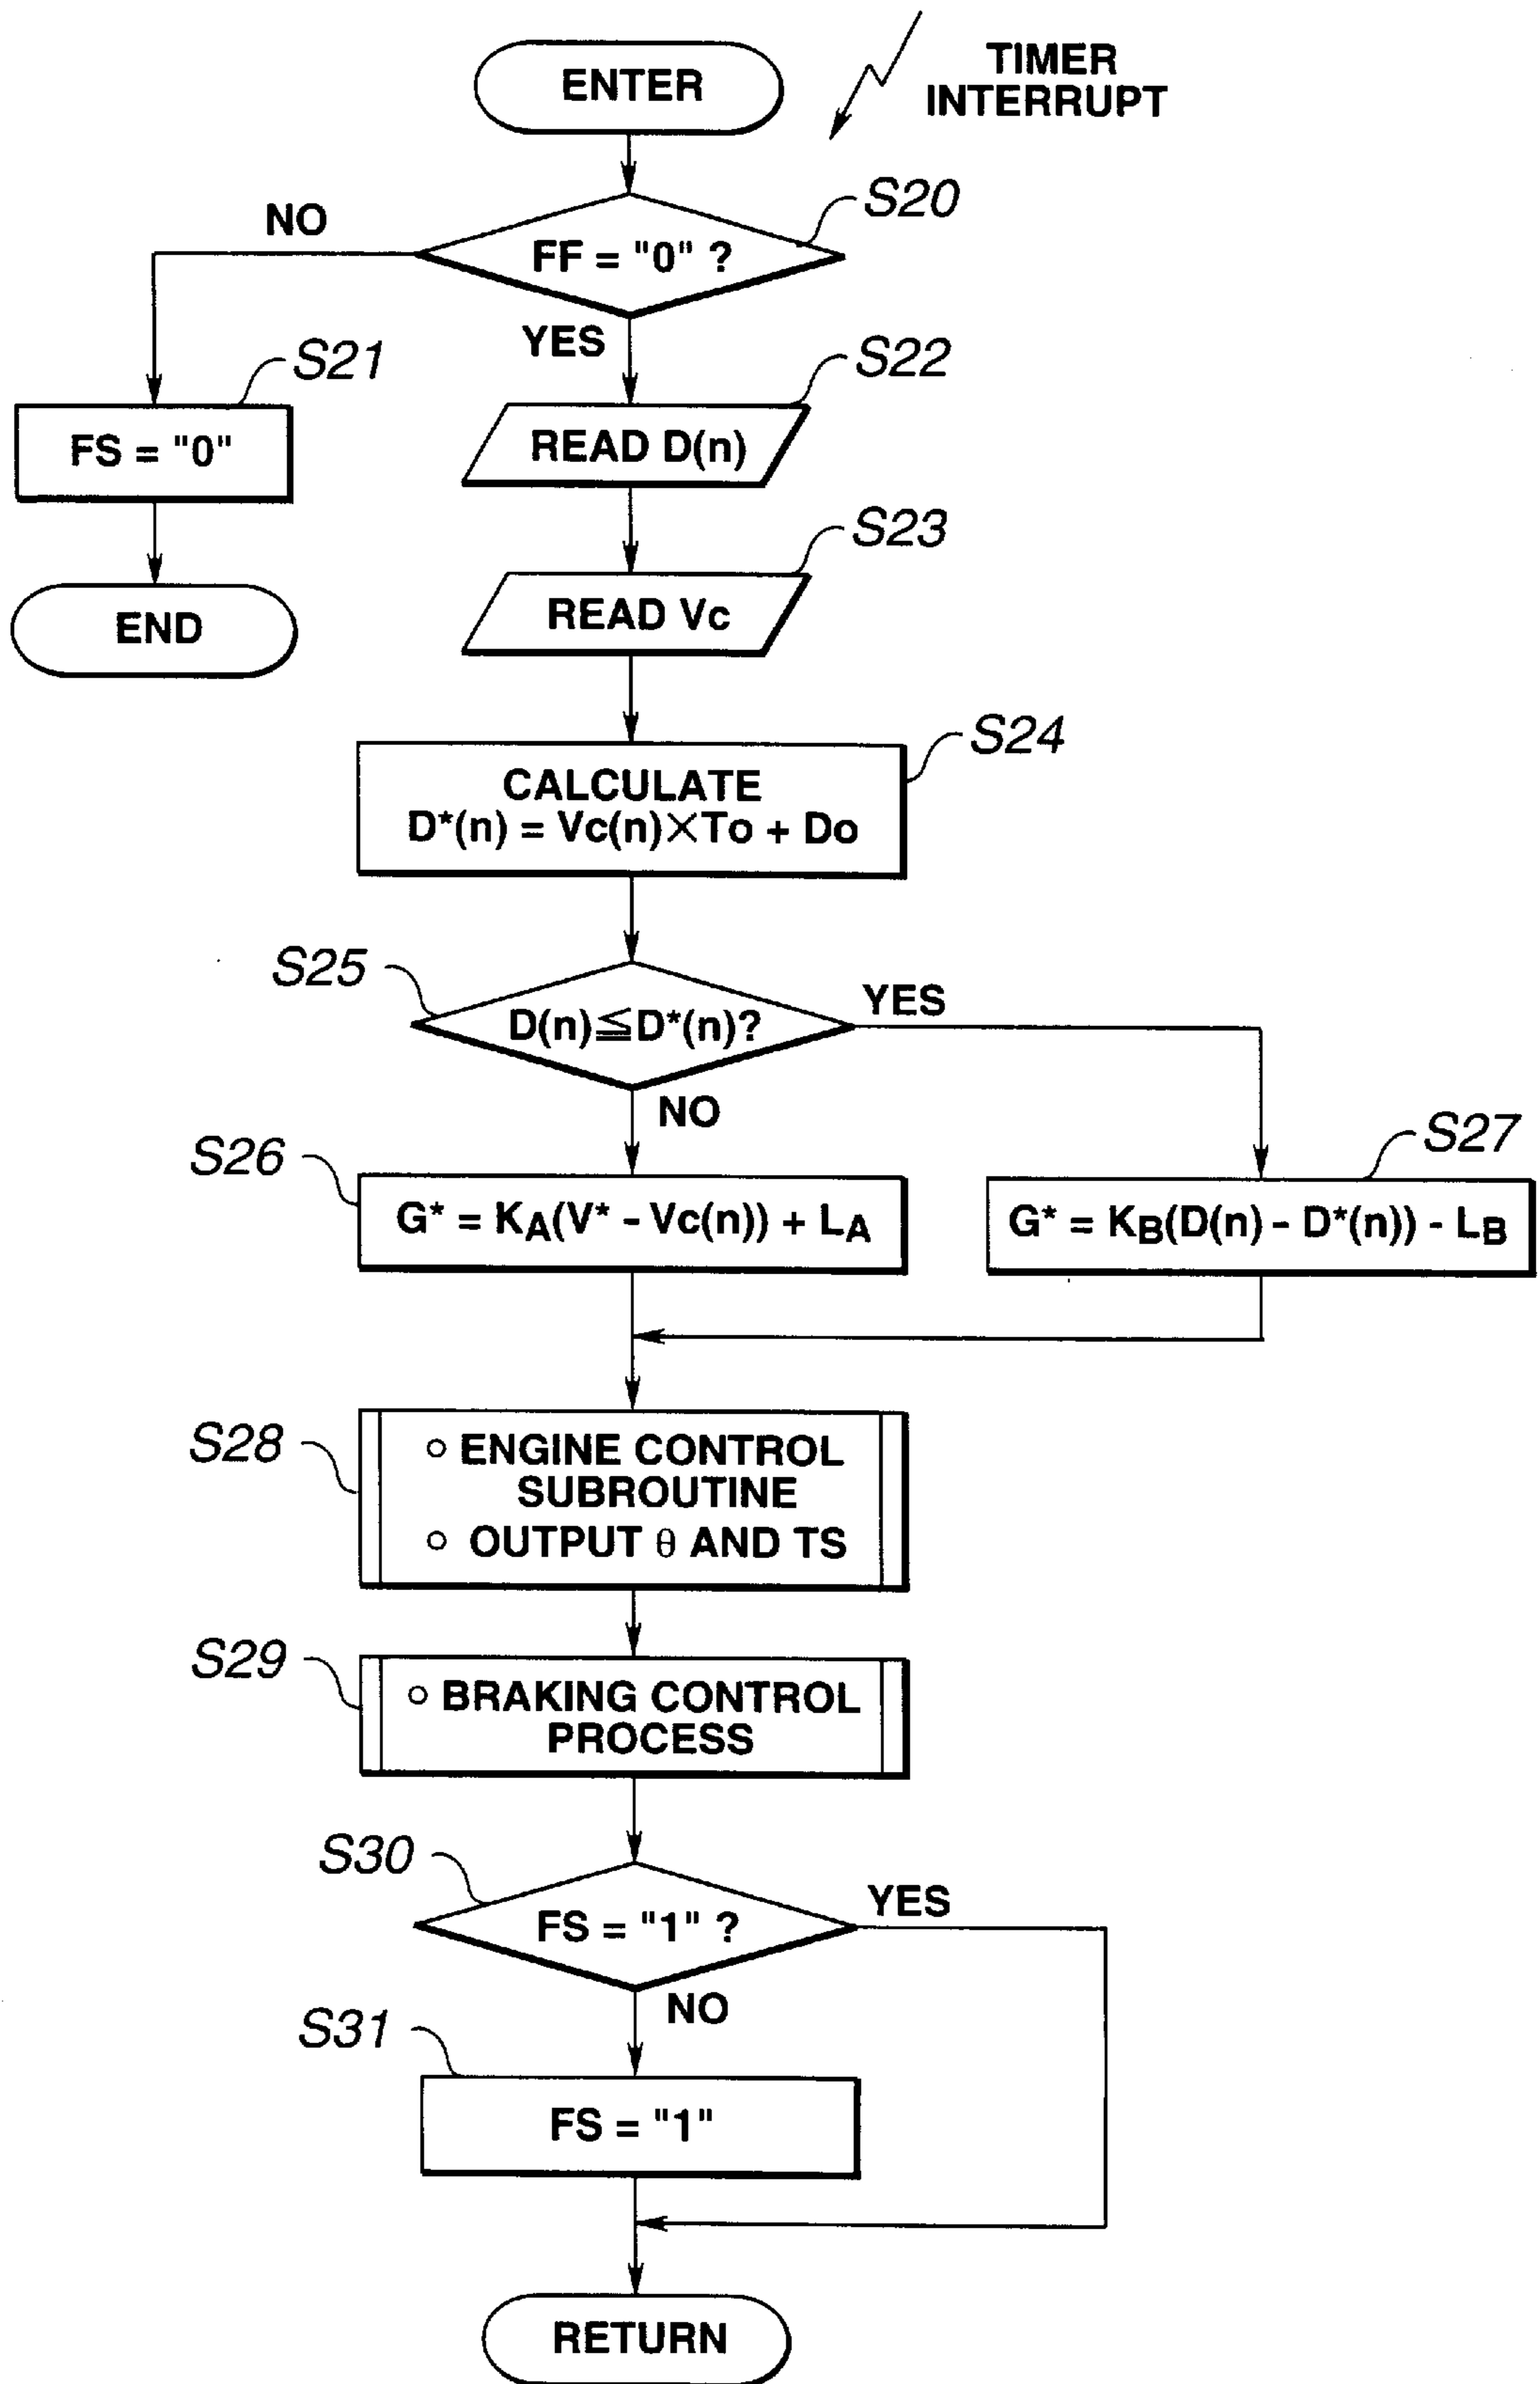 ENTER
TIMER
INTERRUPT
S20
NO
FF = "0" ?
YES
S21
S22
FS = "0"
READ D(n)
S23
END
READ Vc
S24
CALCULATE
D*(n) = Vc(n)×To + Do
S25
D(n)≦D*(n)?
YES
NO
S26
S27
G* = KA(V* - Vc(n)) + LA
G* = KB(D(n) - D*(n)) - LB
S28
○ ENGINE CONTROL
SUBROUTINE
○ OUTPUT θ AND TS
S29
○ BRAKING CONTROL
PROCESS
S30
FS = "1" ?
YES
NO
S31
FS = "1"
RETURN